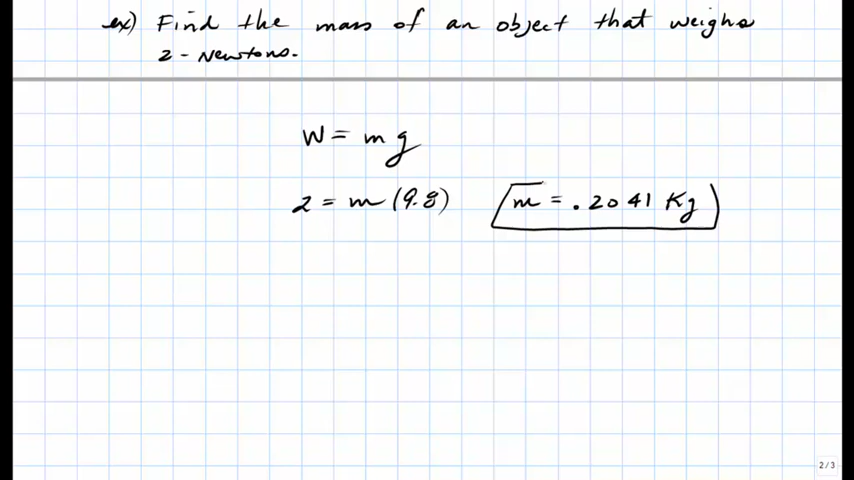 ex) Find the mass of an object that weighs
2 - Newtons.
W = mg
2 = m (9.8) m = .2041 Kg
2/3